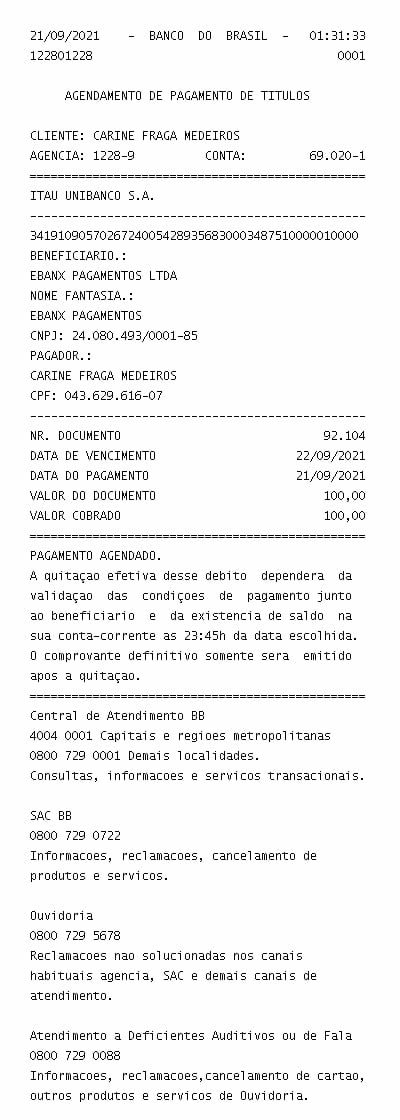 21/09/2021 - BANCO DO BRASIL - 01:31:33
122801228 0001
AGENDAMENTO DE PAGAMENTO DE TITULOS
CLIENTE: CARINE FRAGA MEDEIROS
AGENCIA: 1228-9 CONTA: 69.020-1
================================================
ITAU UNIBANCO S.A.
------------------------------------------------
34191090570267240054289356830003487510000010000
BENEFICIARIO.:
EBANX PAGAMENTOS LTDA
NOME FANTASIA.:
EBANX PAGAMENTOS
CNPJ: 24.080.493/0001-85
PAGADOR.:
CARINE FRAGA MEDEIROS
CPF: 043.629.616-07
------------------------------------------------
NR. DOCUMENTO 92.104
DATA DE VENCIMENTO 22/09/2021
DATA DO PAGAMENTO 21/09/2021
VALOR DO DOCUMENTO 100,00
VALOR COBRADO 100,00
================================================
PAGAMENTO AGENDADO.
A quitaçao efetiva desse debito dependera da
validaçao das condiçoes de pagamento junto
ao beneficiario e da existencia de saldo na
sua conta-corrente as 23:45h da data escolhida.
O comprovante definitivo somente sera emitido
apos a quitaçao.
================================================
Central de Atendimento BB
4004 0001 Capitais e regioes metropolitanas
0800 729 0001 Demais localidades.
Consultas, informacoes e servicos transacionais.
SAC BB
0800 729 0722
Informacoes, reclamacoes, cancelamento de
produtos e servicos.
Ouvidoria
0800 729 5678
Reclamacoes nao solucionadas nos canais
habituais agencia, SAC e demais canais de
atendimento.
Atendimento a Deficientes Auditivos ou de Fala
0800 729 0088
Informacoes, reclamacoes,cancelamento de cartao,
outros produtos e servicos de Ouvidoria.